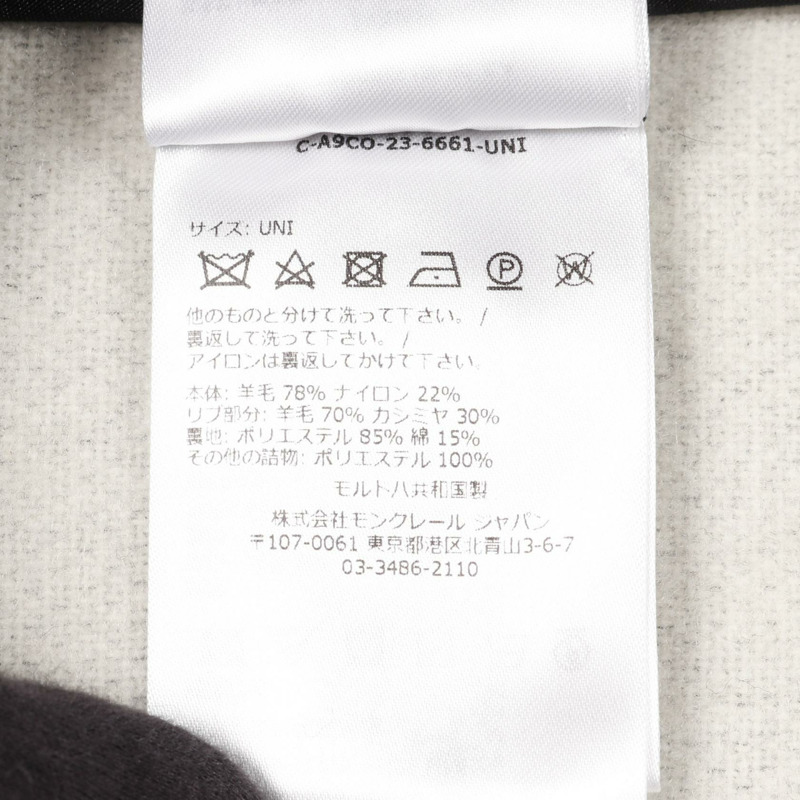 C-A9CO-23-6661-UNI
サイズ: UNI
P
W
他のものと分けて洗って下さい。 /
裏返して洗って下さい。 /
アイロンは裏返してかけて下さい。
本体: 羊毛 78% ナイロン 22%
リブ部分: 羊毛 70% カシミヤ 30%
裏地: ポリエステル 85% 綿 15%
その他の詰物: ポリエステル 100%
モルトハ共和国製
株式会社モンクレール ジャパン
〒107-0061 東京都港区北青山3-6-7
03-3486-2110